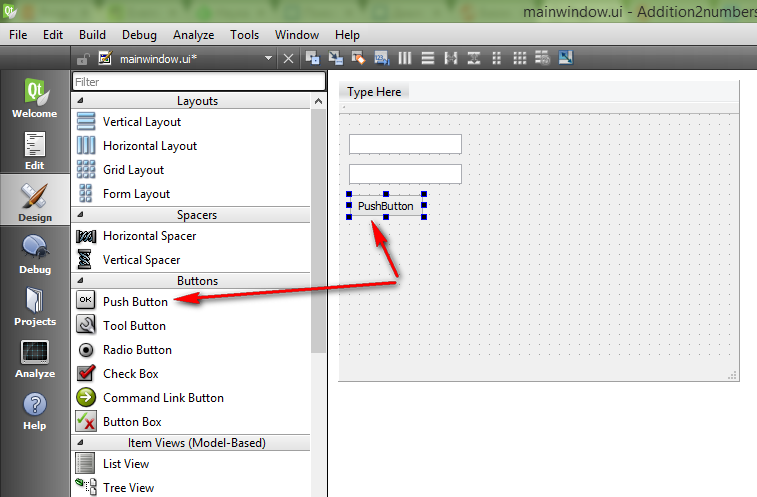 Qt
mainwindow.ui - Addition2numbers
File Edit Build Debug Analyze Tools Window Help
mainwindow.ui*
Filter
Type Here
Layouts
Qt
Welcome
Vertical Layout
Horizontal Layout
Edit
Grid Layout
Form Layout
Design
Spacers
PushButton
Horizontal Spacer
Vertical Spacer
Debug
Buttons
OK Push Button
Projects
Tool Button
Radio Button
Analyze
Check Box
Command Link Button
Help
Button Box
Item Views (Model-Based)
List View
Tree View